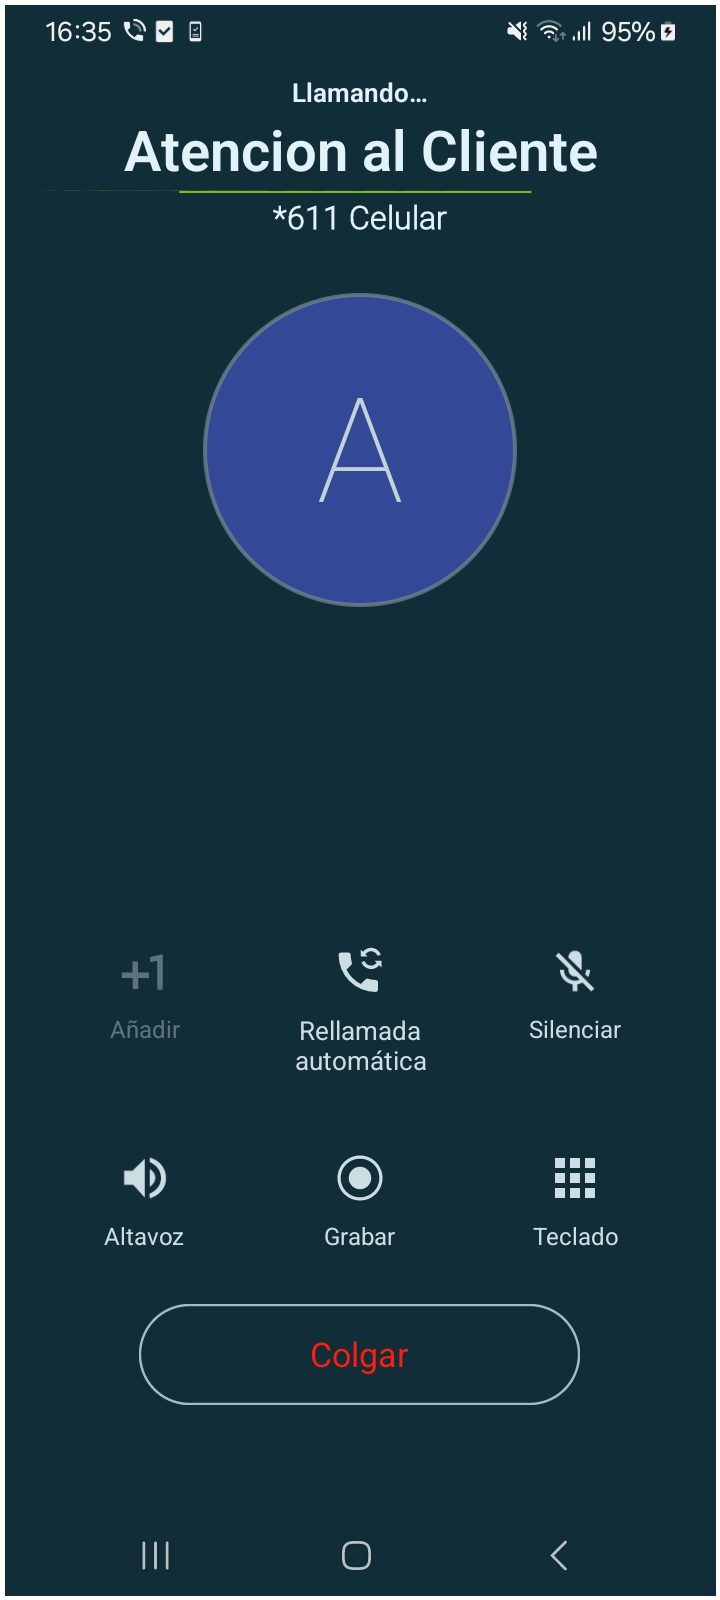 16:35 95%
Llamando...
Atencion al Cliente
*611 Celular
A
+1
Añadir
Rellamada
automática
Silenciar
Altavoz
Grabar
Teclado
Colgar